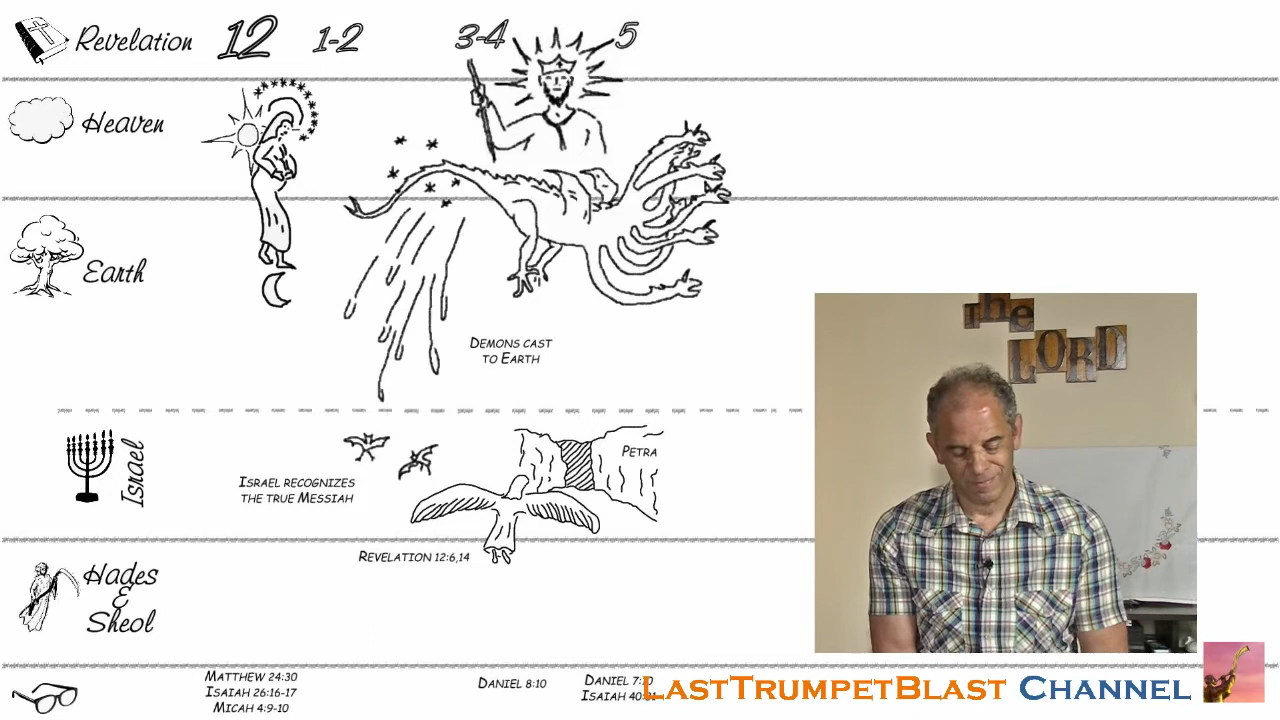 Revelation 12 1-2 3-4 5
Heaven
Earth
The
LORD
DEMONS CAST
TO EARTH
Israel
ISRAEL RECOGNIZES
THE TRUE MESSIAH
PETRA
REVELATION 12:6,14
Hades
&
Sheol
MATTHEW 24:30
ISAIAH 26:16-17
MICAH 4:9-10
DANIEL 8:10
DANIEL
ISAIAH
LASTTRUMPETBLAST CHANNEL